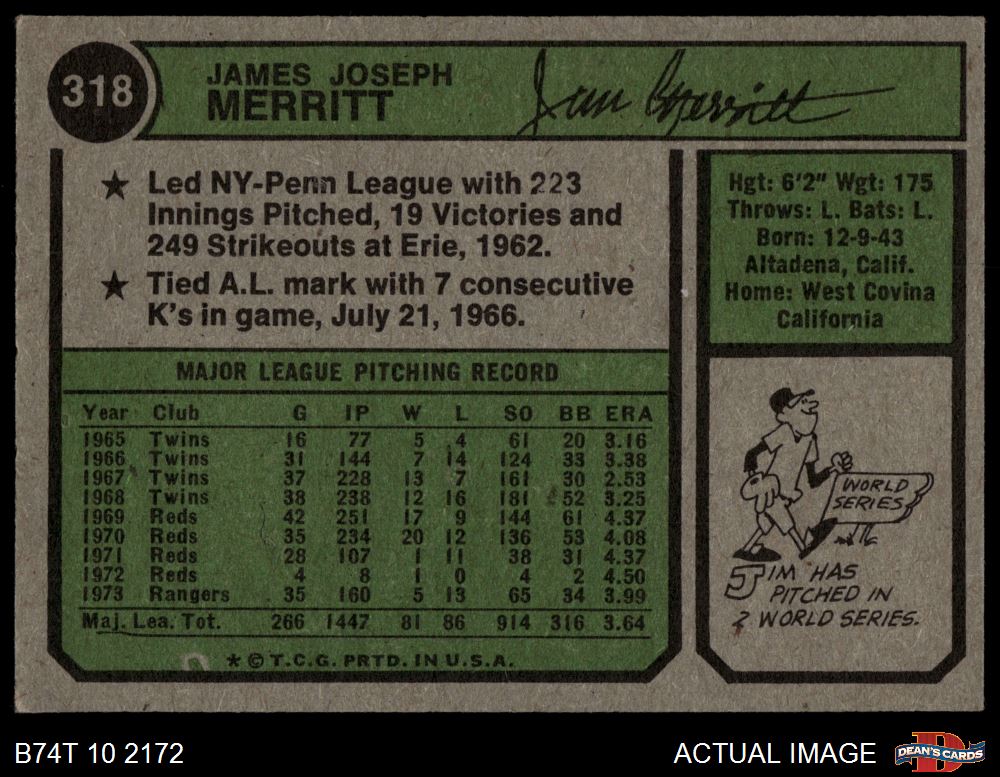 318
JAMES JOSEPH
MERRITT
Jim Merritt
★ Led NY-Penn League with 223
Innings Pitched, 19 Victories and
249 Strikeouts at Erie, 1962.
★ Tied A.L. mark with 7 consecutive
K's in game, July 21, 1966.
Hgt: 6'2" Wgt: 175
Throws: L. Bats: L.
Born: 12-9-43
Altadena, Calif.
Home: West Covina
California
MAJOR LEAGUE PITCHING RECORD
Year Club G IP W L SO BB ERA
1965 Twins 16 77 5 4 61 20 3.16
1966 Twins 31 144 7 14 124 33 3.38
1967 Twins 37 228 13 7 161 30 2.53
1968 Twins 38 238 12 16 181 52 3.25
1969 Reds 42 251 17 9 144 61 4.37
1970 Reds 35 234 20 12 136 53 4.08
1971 Reds 28 107 1 11 38 31 4.37
1972 Reds 4 8 1 0 4 2 4.50
1973 Rangers 35 160 5 13 65 34 3.99
Maj. Lea. Tot. 266 1447 81 86 914 316 3.64
* © T.C.G. PRTD. IN U.S.A.
WORLD
SERIES
JIM HAS
PITCHED IN
2 WORLD SERIES.
B74T 10 2172
ACTUAL IMAGE
DEAN'S CARDS